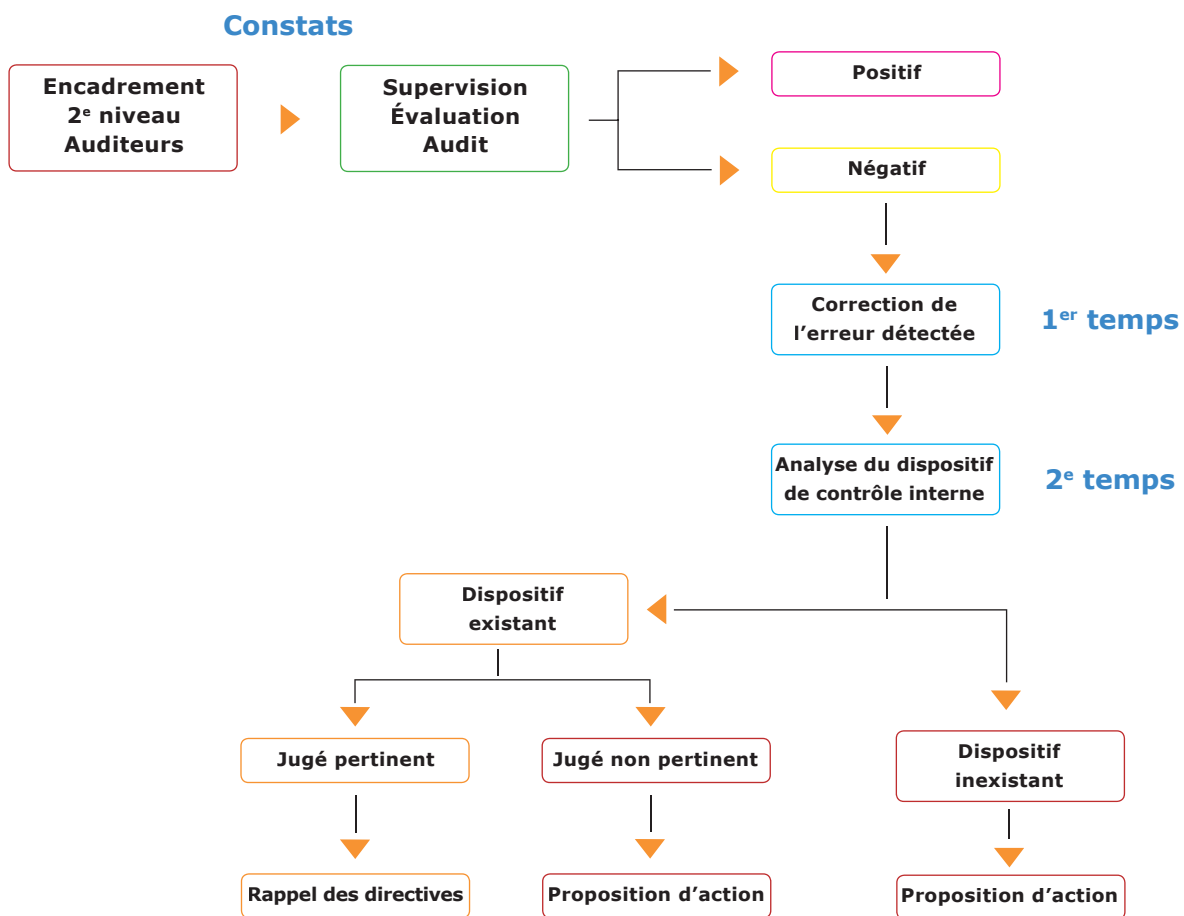 Constats
Encadrement
2e niveau
Auditeurs
Supervision
Évaluation
Audit
Positif
Négatif
Correction de
l’erreur détectée
1er temps
Analyse du dispositif
de contrôle interne
2e temps
Dispositif
existant
Jugé pertinent
Jugé non pertinent
Dispositif
inexistant
Rappel des directives
Proposition d’action
Proposition d’action